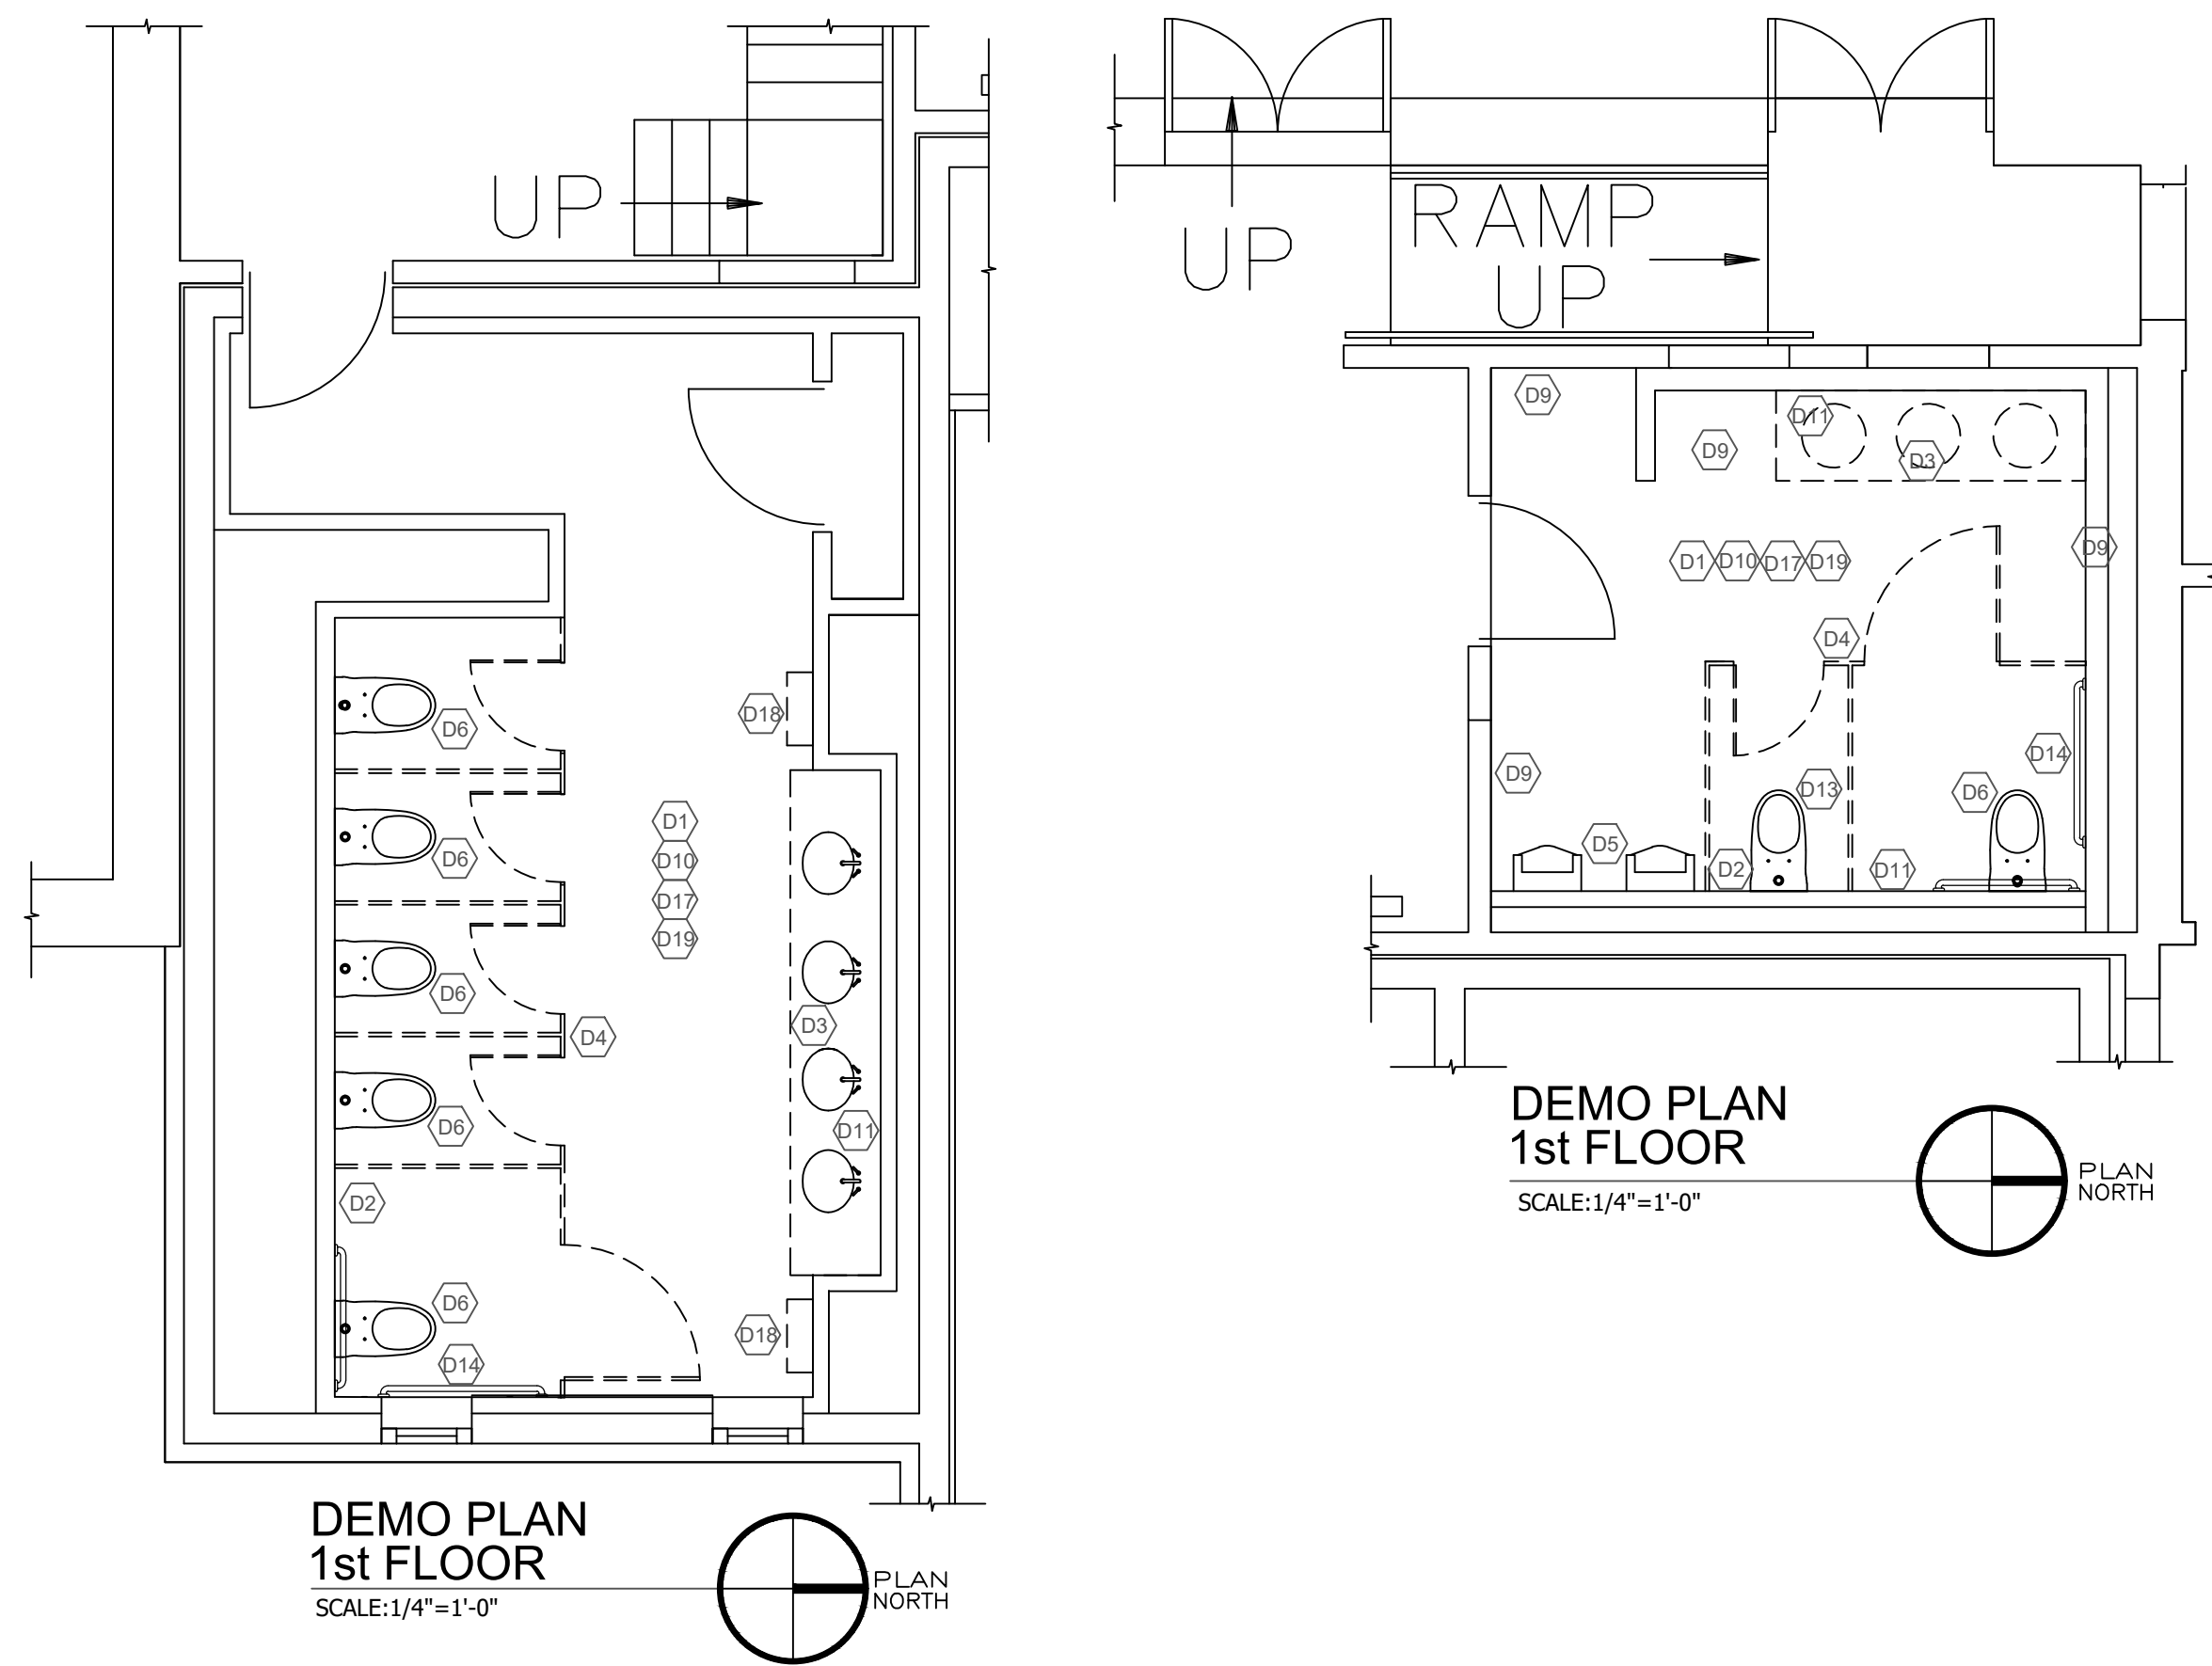 UP
D18
D6
D6
D1
D10
D17
D19
D6
D3
D4
D6
D11
D2
D6
D18
D14
DEMO PLAN
1st FLOOR
SCALE:1/4"=1'-0"
PLAN
NORTH
UP
RAMP
UP
D9
D11
D9
D3
D9
D1
D10
D17
D19
D4
D14
D9
D13
D6
D5
D2
D11
DEMO PLAN
1st FLOOR
SCALE:1/4"=1'-0"
PLAN
NORTH